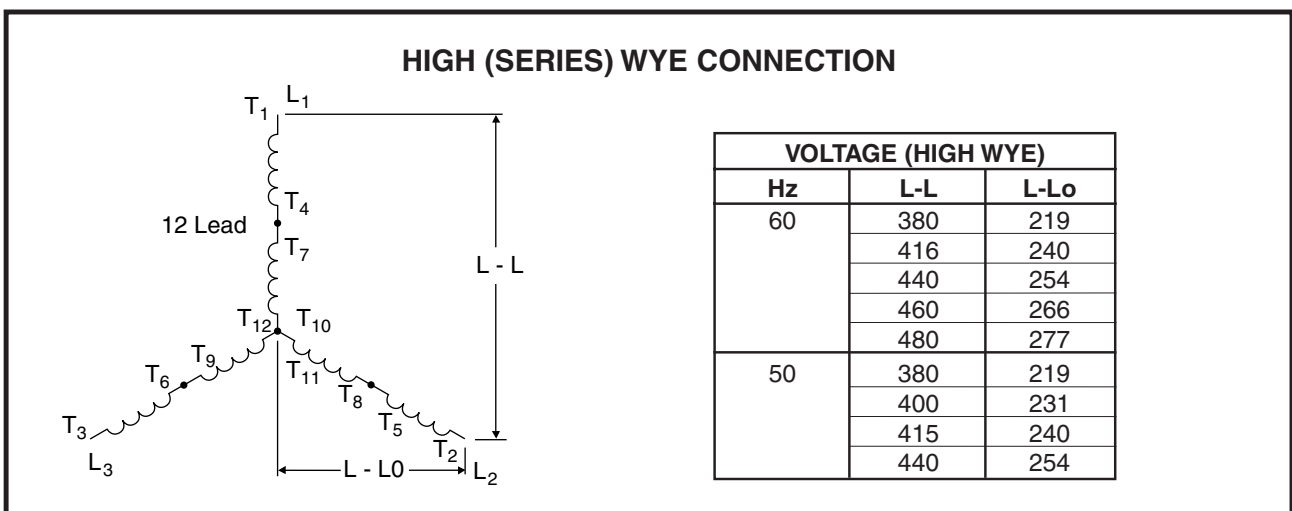 HIGH (SERIES) WYE CONNECTION
T1 L1
T4
12 Lead
T7
L - L
T12 T10
T9
T11
T6
T8
T3
T5
T2
L3
L - L0
L2
VOLTAGE (HIGH WYE)
Hz L-L L-Lo
60 380 219
416 240
440 254
460 266
480 277
50 380 219
400 231
415 240
440 254